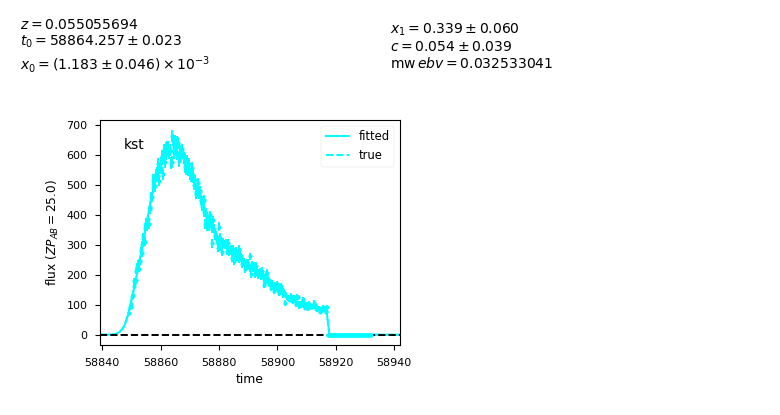 z = 0.055055694
t₀ = 58864.257 ± 0.023
x₀ = (1.183 ± 0.046) × 10⁻³
x₁ = 0.339 ± 0.060
c = 0.054 ± 0.039
mw ebv = 0.032533041
kst
fitted
true
700
600
500
400
300
200
100
0
flux (ZP_AB = 25.0)
58840 58860 58880 58900 58920 58940
time